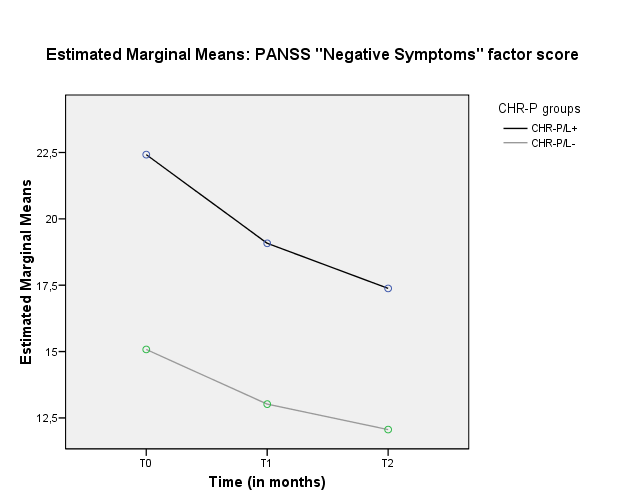 Estimated Marginal Means: PANSS "Negative Symptoms" factor score
CHR-P groups
CHR-P/L+
CHR-P/L-
Estimated Marginal Means
22,5
20
17,5
15
12,5
T0
T1
T2
Time (in months)